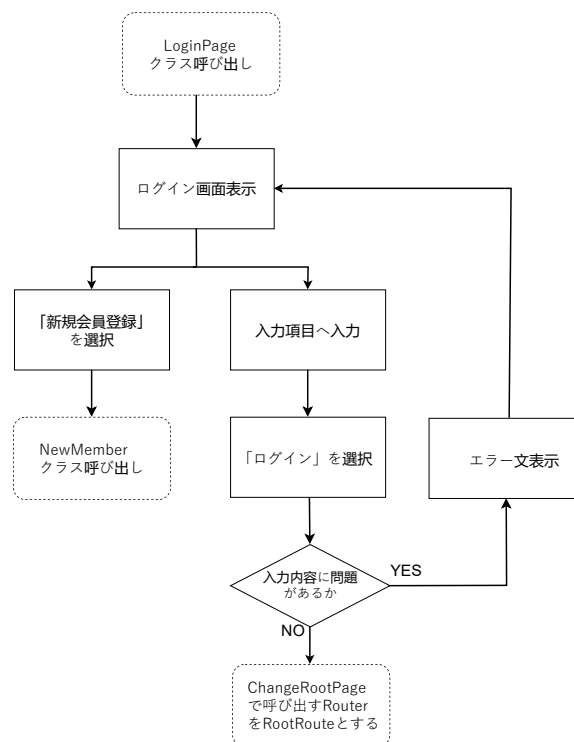 LoginPage
クラス呼び出し
ログイン画面表示
「新規会員登録」
を選択
入力項目へ入力
NewMember
クラス呼び出し
「ログイン」を選択
エラー文表示
入力内容に問題
があるか
YES
NO
ChangeRootPage
で呼び出すRouter
をRootRouteとする